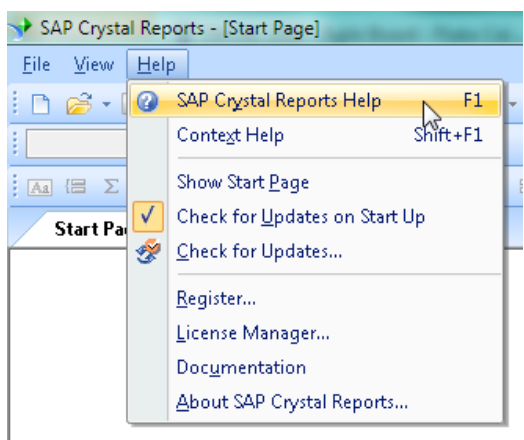 SAP Crystal Reports - [Start Page]
File View Help
SAP Crystal Reports Help F1
Context Help Shift+F1
Show Start Page
Check for Updates on Start Up
Check for Updates...
Register...
License Manager...
Documentation
About SAP Crystal Reports...
Aa Σ
Start Pa